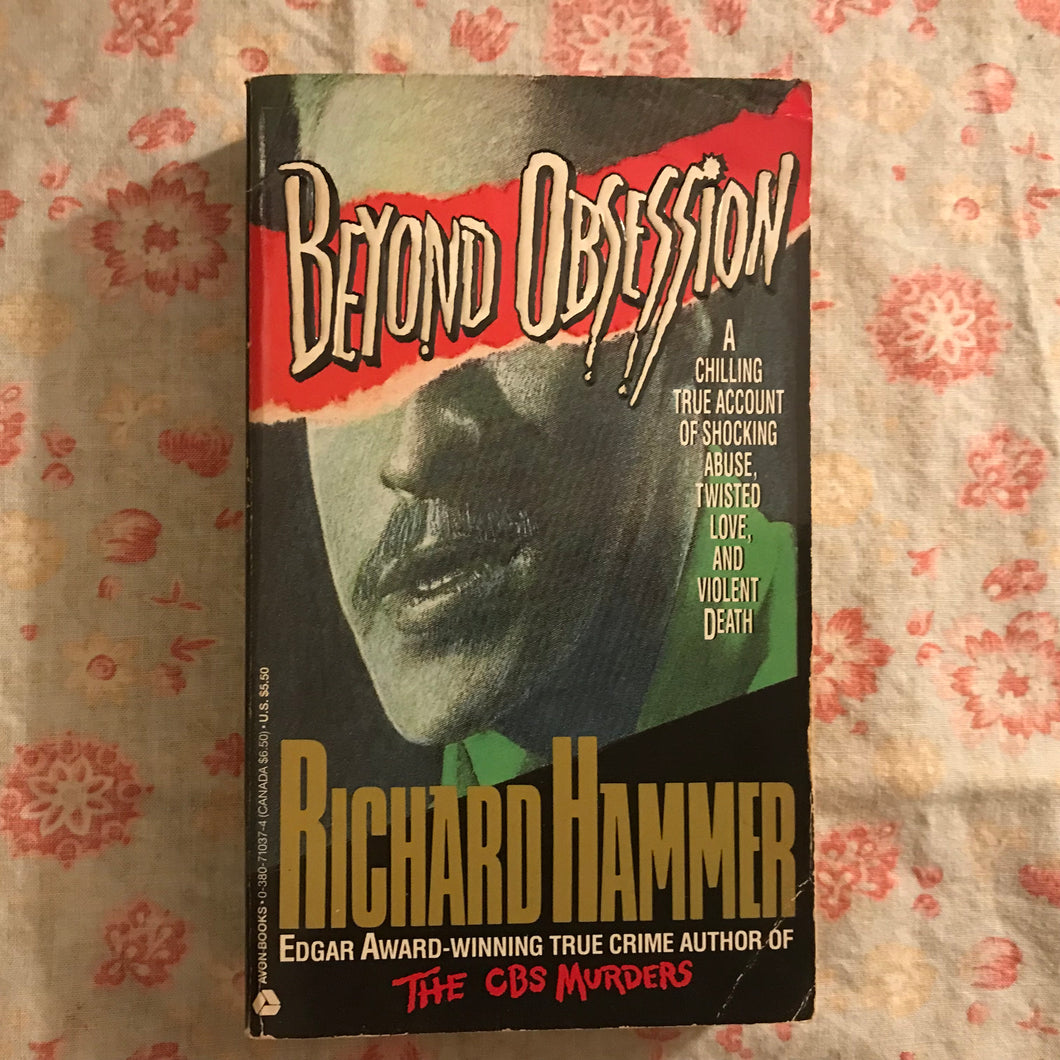 BEYOND OBSESSION
A
CHILLING
TRUE ACCOUNT
OF SHOCKING
ABUSE,
TWISTED
LOVE,
AND
VIOLENT
DEATH
RICHARD HAMMER
EDGAR AWARD-WINNING TRUE CRIME AUTHOR OF
THE CBS MURDERS
AVON·BOOKS • 0-380-71037-4 (CANADA $6.50) • U.S. $5.50